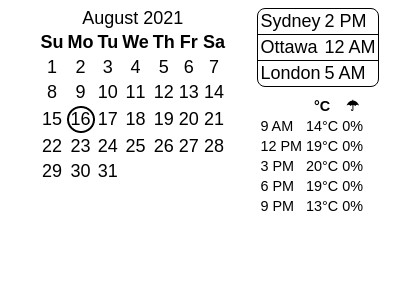 August 2021
Su Mo Tu We Th Fr Sa
1 2 3 4 5 6 7
8 9 10 11 12 13 14
15 16 17 18 19 20 21
22 23 24 25 26 27 28
29 30 31
Sydney 2 PM
Ottawa 12 AM
London 5 AM
°C ☂
9 AM 14°C 0%
12 PM 19°C 0%
3 PM 20°C 0%
6 PM 19°C 0%
9 PM 13°C 0%